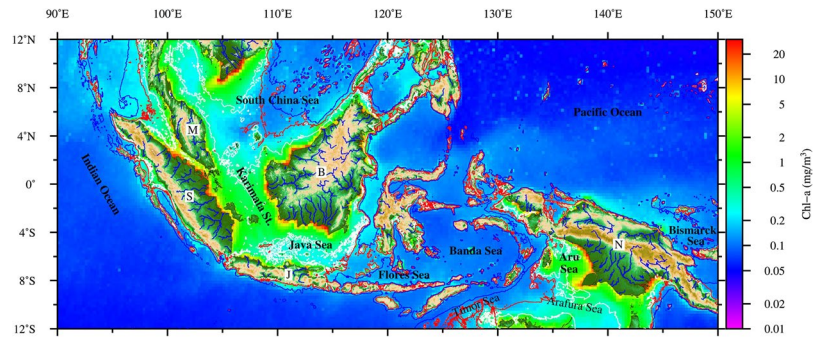 90°E 100°E 110°E 120°E 130°E 140°E 150°E
12°N
8°N
4°N
0°
4°S
8°S
12°S
South China Sea
Pacific Ocean
Indian Ocean
M
B
S
Karimata St.
Java Sea
J
Flores Sea
Banda Sea
Aru
Sea
N
Bismarck
Sea
Timor Sea
Arafura Sea
20
10
5
2
1
0.5
0.2
0.1
0.05
0.02
0.01
Chl−a (mg/m³)